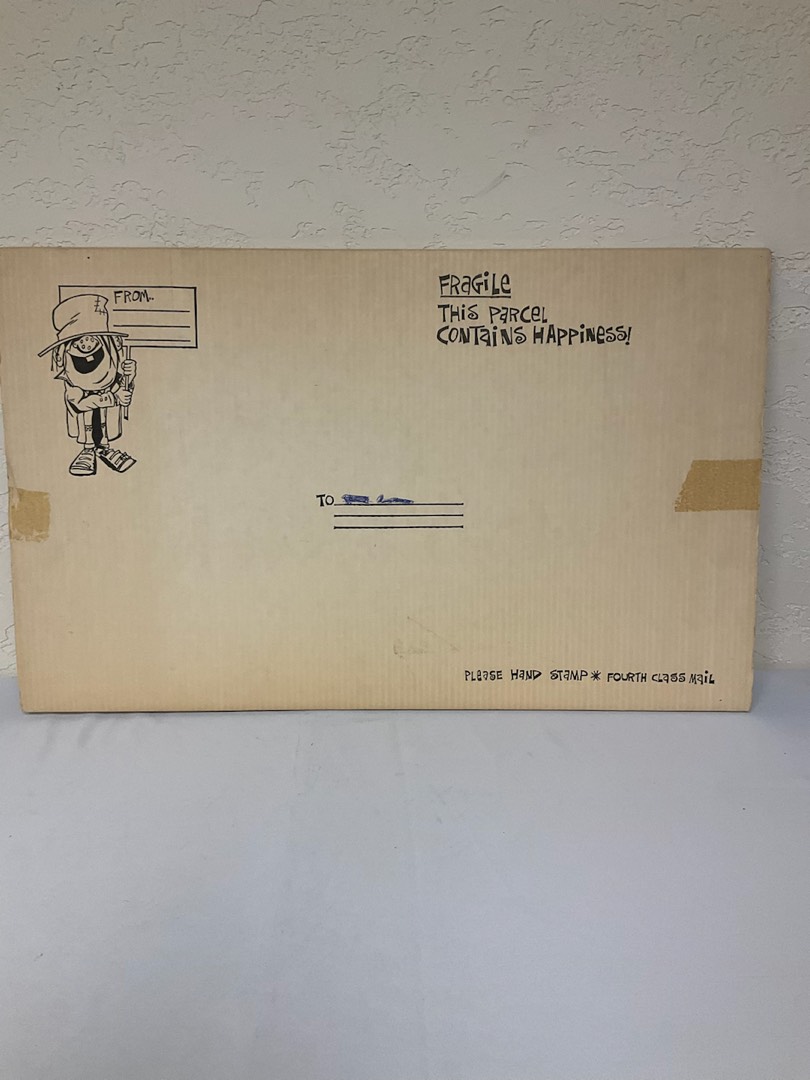 FROM..
FRAGILE
THIS PARCEL
CONTAINS HAPPINESS!
TO
PLEASE HAND STAMP * FOURTH CLASS MAIL